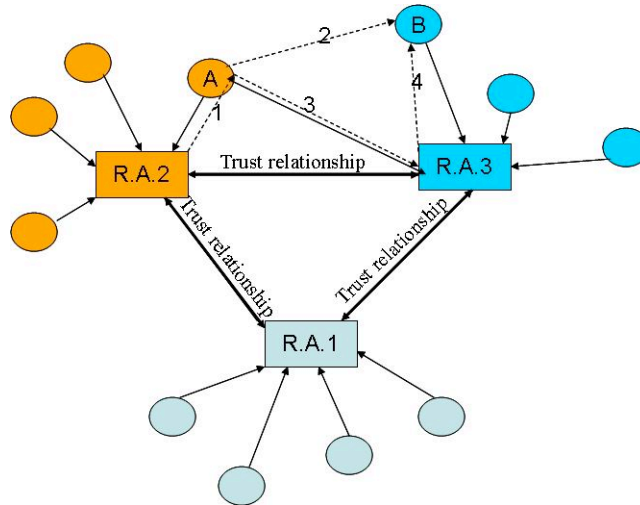 B
2
A
4
1
3
Trust relationship
R.A.2
R.A.3
Trust relationship
Trust relationship
R.A.1